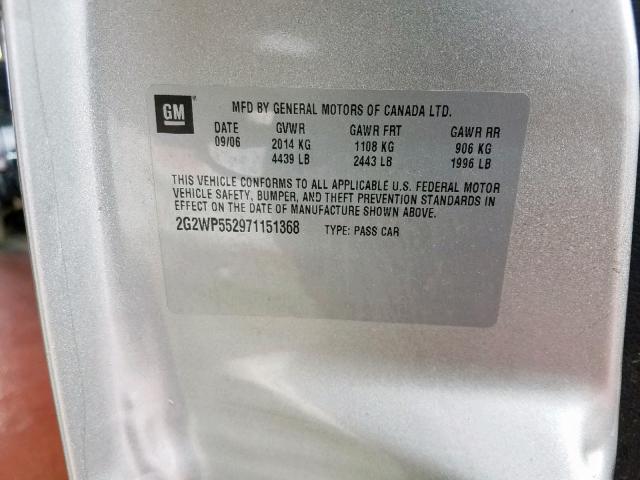 GM MFD BY GENERAL MOTORS OF CANADA LTD.
DATE GVWR GAWR FRT GAWR RR
09/06 2014 KG 1108 KG 906 KG
4439 LB 2443 LB 1996 LB
THIS VEHICLE CONFORMS TO ALL APPLICABLE U.S. FEDERAL MOTOR
VEHICLE SAFETY, BUMPER, AND THEFT PREVENTION STANDARDS IN
EFFECT ON THE DATE OF MANUFACTURE SHOWN ABOVE.
2G2WP552971151368 TYPE: PASS CAR